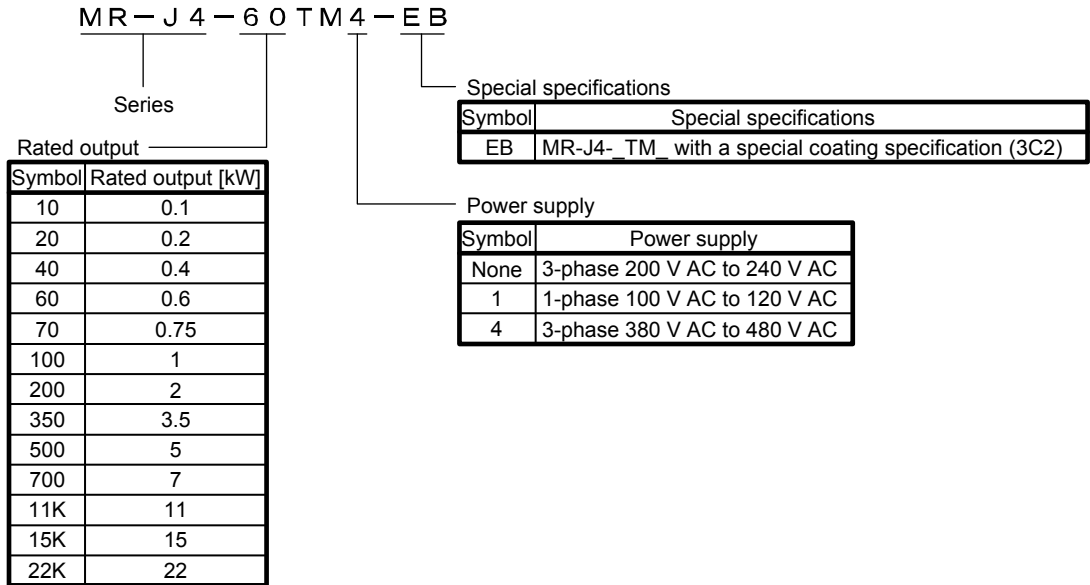 MR-J4-60TM4-EB
Series
Special specifications
Symbol Special specifications
EB MR-J4-_TM_ with a special coating specification (3C2)
Rated output
Symbol Rated output [kW]
10 0.1
20 0.2
40 0.4
60 0.6
70 0.75
100 1
200 2
350 3.5
500 5
700 7
11K 11
15K 15
22K 22
Power supply
Symbol Power supply
None 3-phase 200 V AC to 240 V AC
1 1-phase 100 V AC to 120 V AC
4 3-phase 380 V AC to 480 V AC